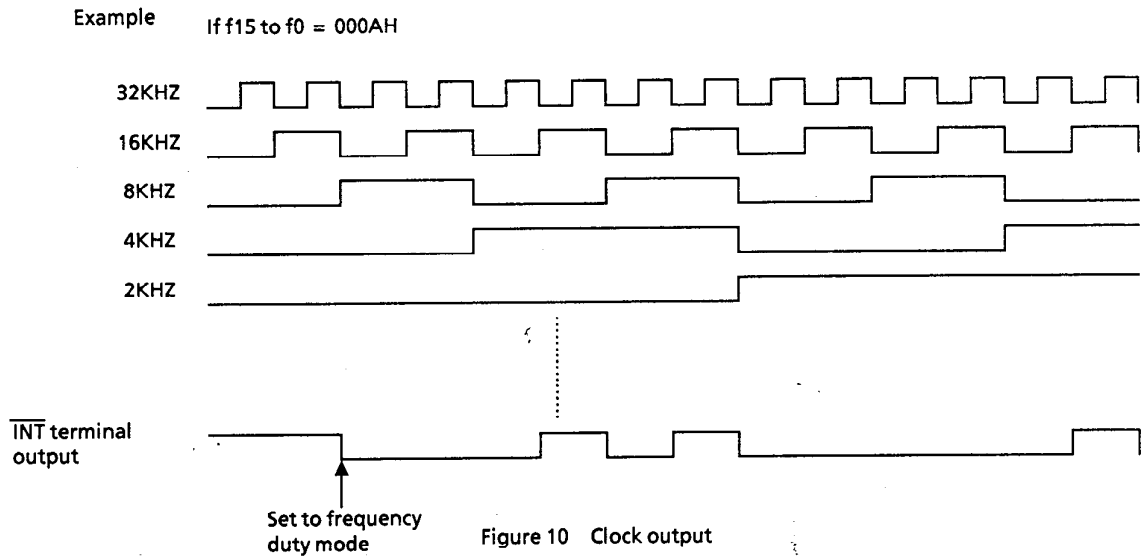 Example If f15 to f0 = 000AH
32KHZ
16KHZ
8KHZ
4KHZ
2KHZ
INT terminal
output
Set to frequency
duty mode
Figure 10 Clock output